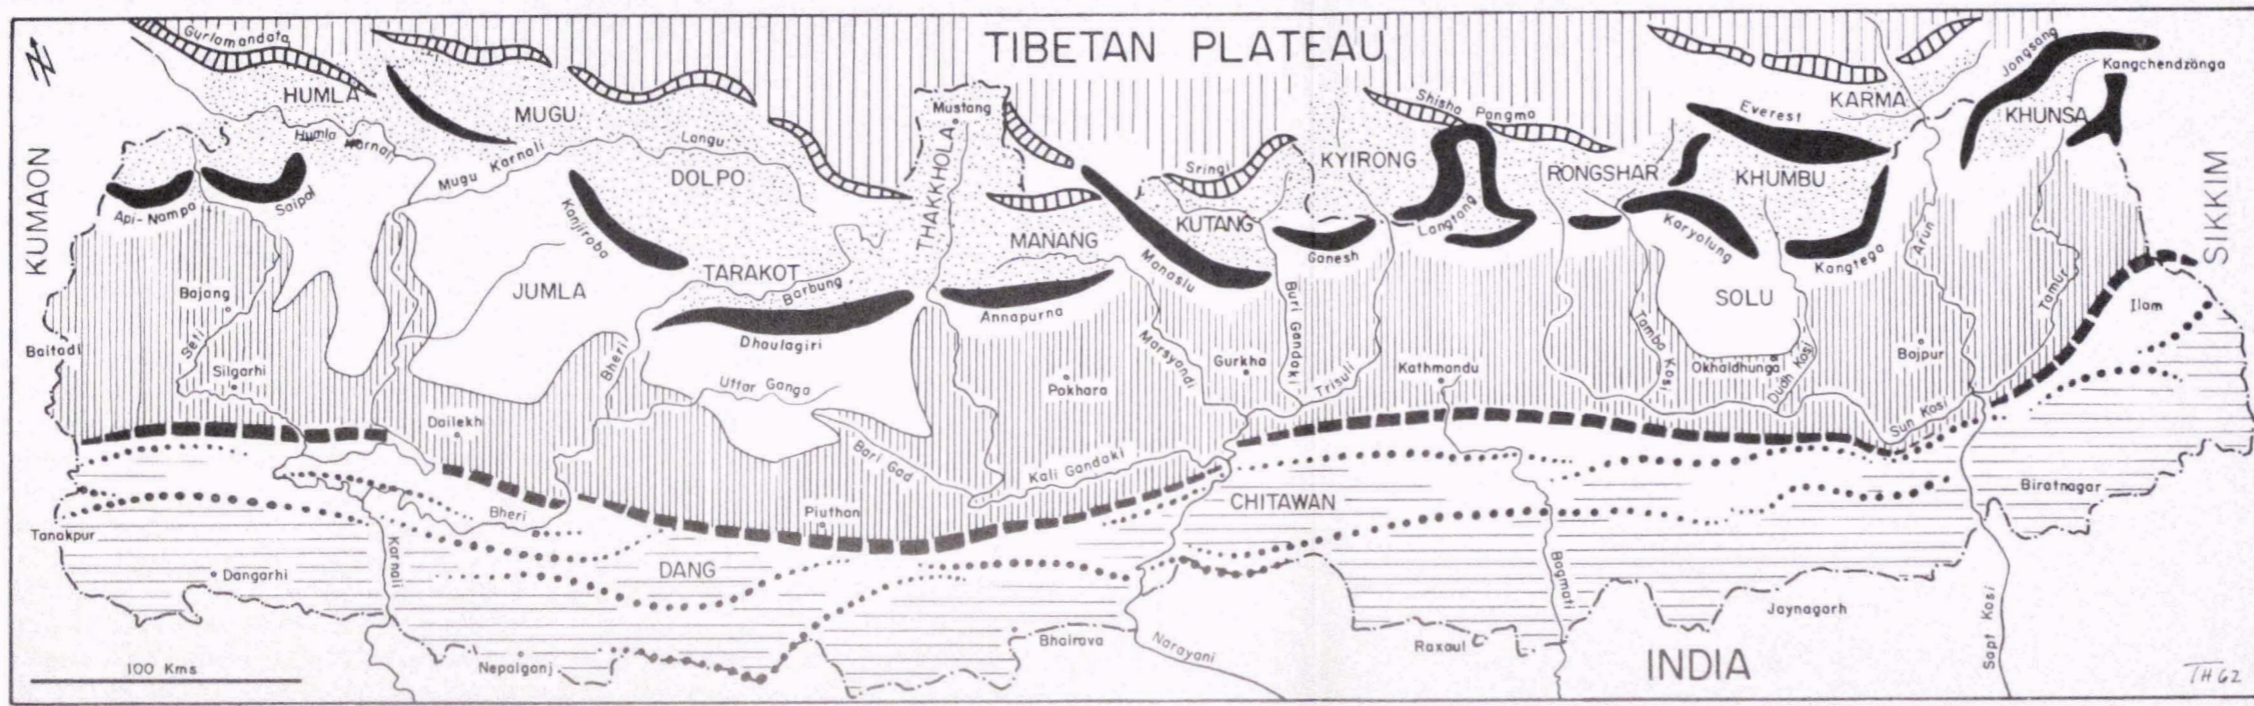 TIBETAN PLATEAU
N
Gurlamandata
HUMLA
MUGU
Humla Karnali
Mugu Karnali
Langu
DOLPO
Mustang
THAKKHOLA
Shisha Pangma
Sringi
KYIRONG
KUTANG
MANANG
RONGSHAR
Everest
KARMA
KHUMBU
Jongsang
Kangchendzönga
KHUNSA
KUMAON
SIKKIM
Api-Nampa
Saipal
Kanjiroba
TARAKOT
Barbung
JUMLA
Dhaulagiri
Annapurna
Manaslu
Ganesh
Langtang
Karyolung
Kangtega
SOLU
Arun
Tamur
Ilam
Bajang
Seti
Baitadi
Silgarhi
Bheri
Uttar Ganga
Pokhara
Marsyandi
Gurkha
Buri Gandaki
Trisuli
Kathmandu
Tamba Kosi
Okhaldhunga
Dudh Kosi
Bojpur
Sun Kosi
Dailekh
Bari Gad
Kali Gandaki
CHITAWAN
Biratnagar
Tanakpur
Bheri
Piuthan
Dangarhi
Karnali
DANG
Bagmati
Jaynagarh
Sapt Kosi
100 Kms
Nepalganj
Bhairava
Narayani
Raxaul
INDIA
TH 62